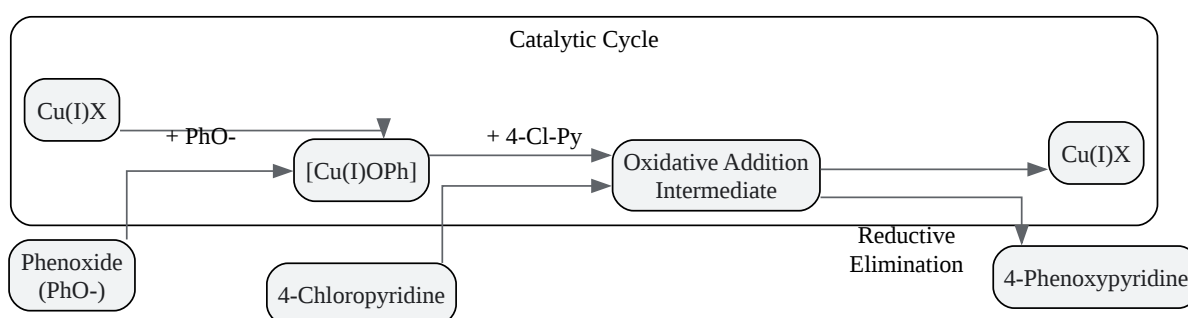 Catalytic Cycle
Cu(I)X
+ PhO-
+ 4-Cl-Py
[Cu(I)OPh]
Oxidative Addition
Intermediate
Cu(I)X
Phenoxide
(PhO-)
4-Chloropyridine
Reductive
Elimination
4-Phenoxypyridine